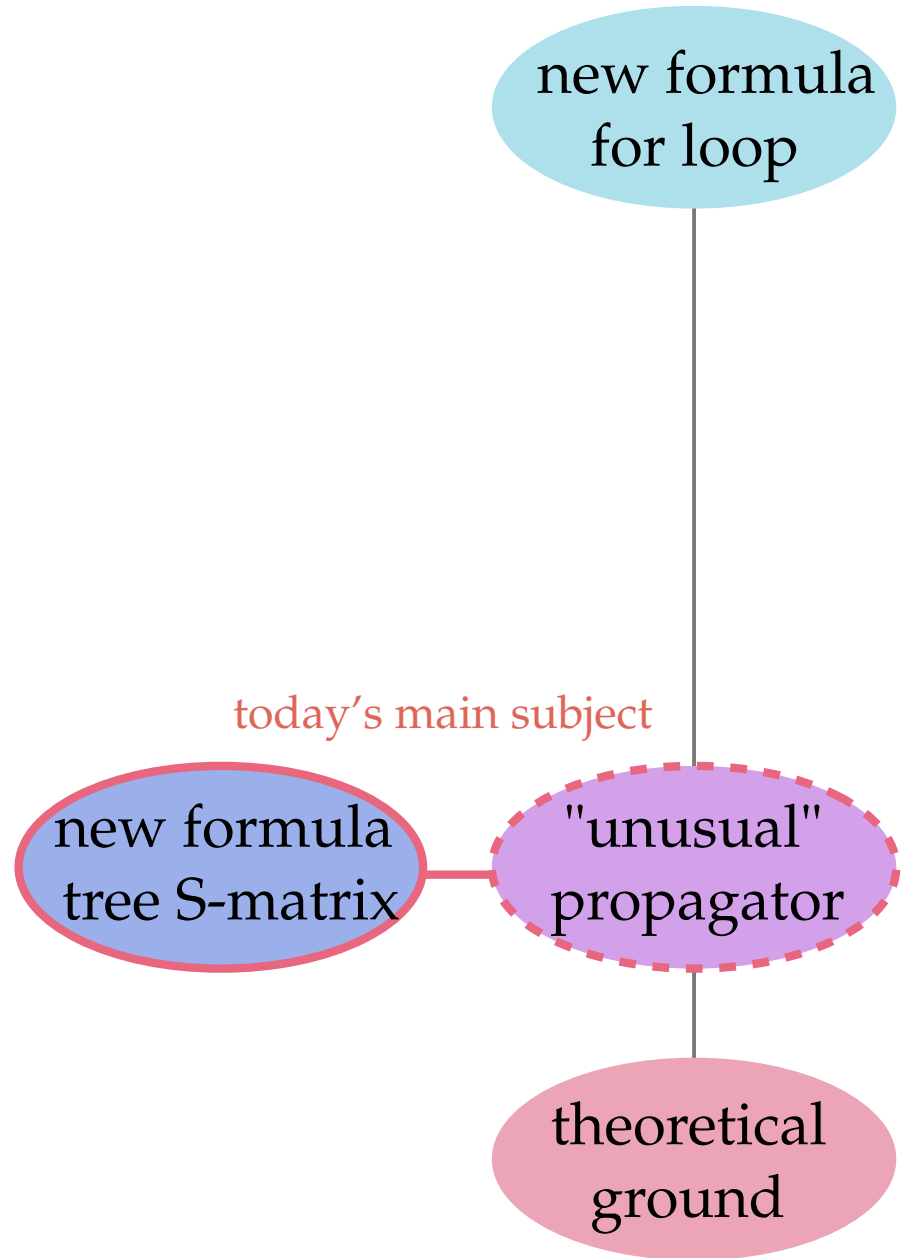 new formula
for loop
today’s main subject
new formula
tree S-matrix
"unusual"
propagator
theoretical
ground